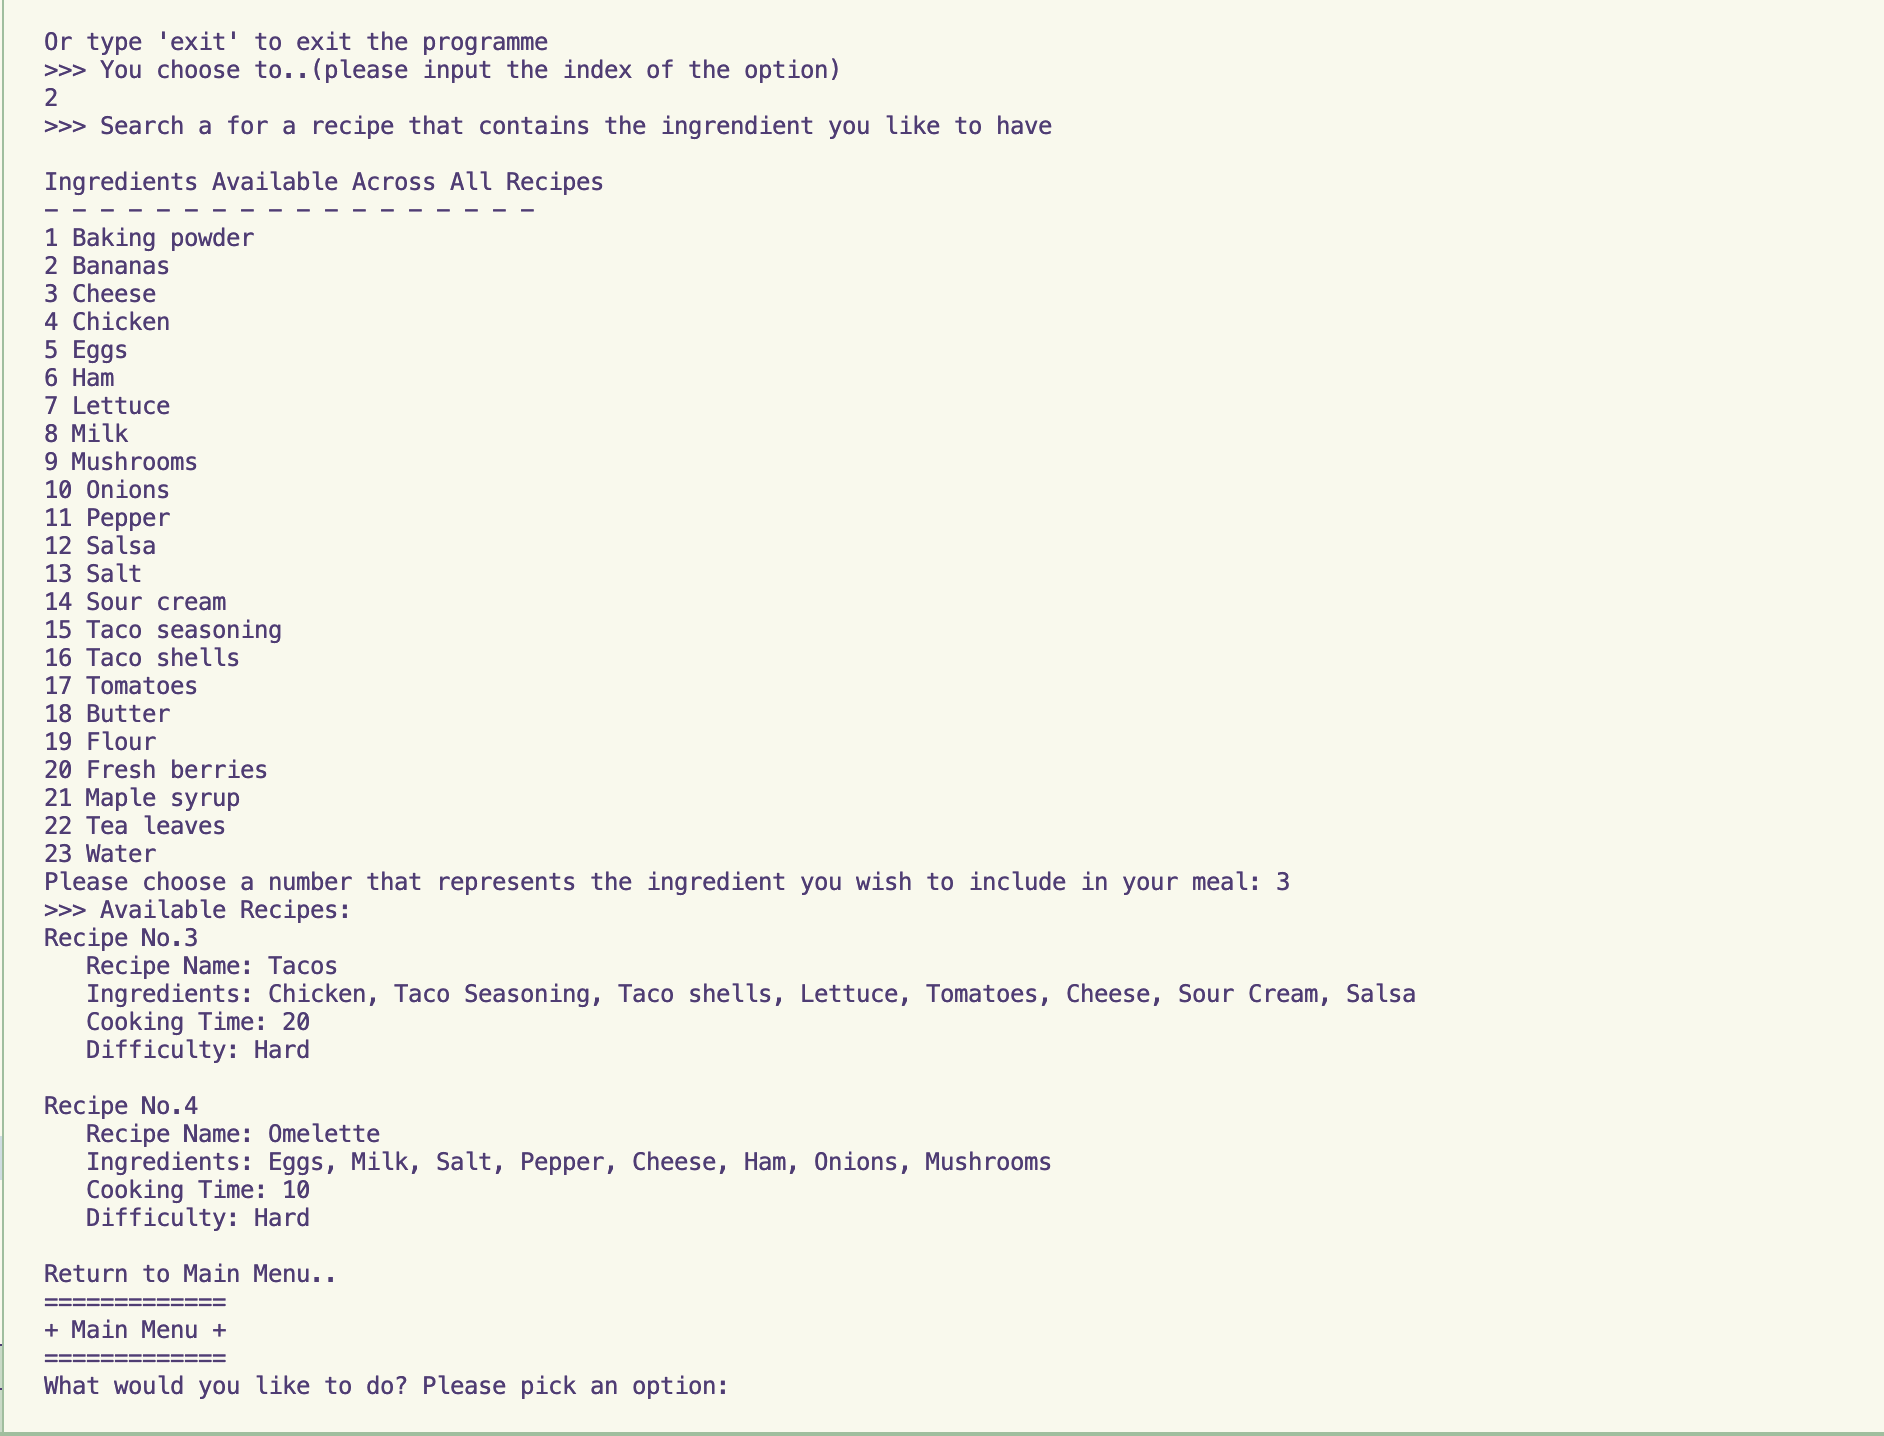 Or type 'exit' to exit the programme
>>> You choose to..(please input the index of the option)
2
>>> Search a for a recipe that contains the ingrendient you like to have
Ingredients Available Across All Recipes
- - - - - - - - - - - - - - - - - -
1 Baking powder
2 Bananas
3 Cheese
4 Chicken
5 Eggs
6 Ham
7 Lettuce
8 Milk
9 Mushrooms
10 Onions
11 Pepper
12 Salsa
13 Salt
14 Sour cream
15 Taco seasoning
16 Taco shells
17 Tomatoes
18 Butter
19 Flour
20 Fresh berries
21 Maple syrup
22 Tea leaves
23 Water
Please choose a number that represents the ingredient you wish to include in your meal: 3
>>> Available Recipes:
Recipe No.3
Recipe Name: Tacos
Ingredients: Chicken, Taco Seasoning, Taco shells, Lettuce, Tomatoes, Cheese, Sour Cream, Salsa
Cooking Time: 20
Difficulty: Hard
Recipe No.4
Recipe Name: Omelette
Ingredients: Eggs, Milk, Salt, Pepper, Cheese, Ham, Onions, Mushrooms
Cooking Time: 10
Difficulty: Hard
Return to Main Menu..
=============
+ Main Menu +
=============
What would you like to do? Please pick an option: